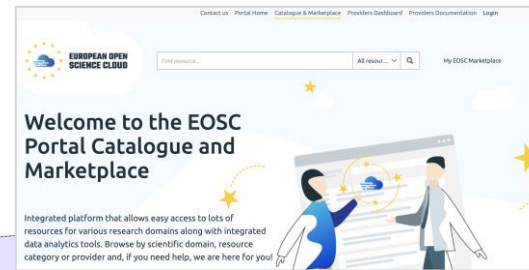 Contact us Portal Home Catalogue & Marketplace Providers Dashboard Providers Documentation Login
EUROPEAN OPEN
SCIENCE CLOUD
Find resource...
All resour...
My EOSC Marketplace
Welcome to the EOSC
Portal Catalogue and
Marketplace
Integrated platform that allows easy access to lots of
resources for various research domains along with integrated
data analytics tools. Browse by scientific domain, resource
category or provider and, if you need help, we are here for you!